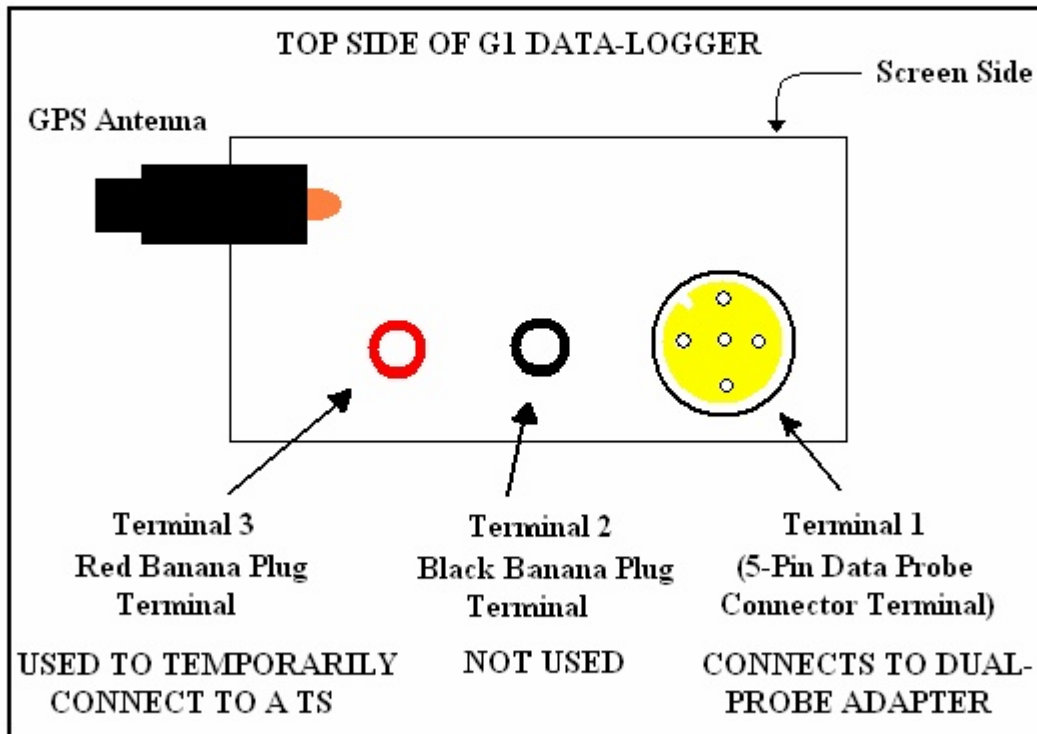 TOP SIDE OF G1 DATA-LOGGER
Screen Side
GPS Antenna
Terminal 3
Red Banana Plug
Terminal
USED TO TEMPORARILY
CONNECT TO A TS
Terminal 2
Black Banana Plug
Terminal
NOT USED
Terminal 1
(5-Pin Data Probe
Connector Terminal)
CONNECTS TO DUAL-
PROBE ADAPTER